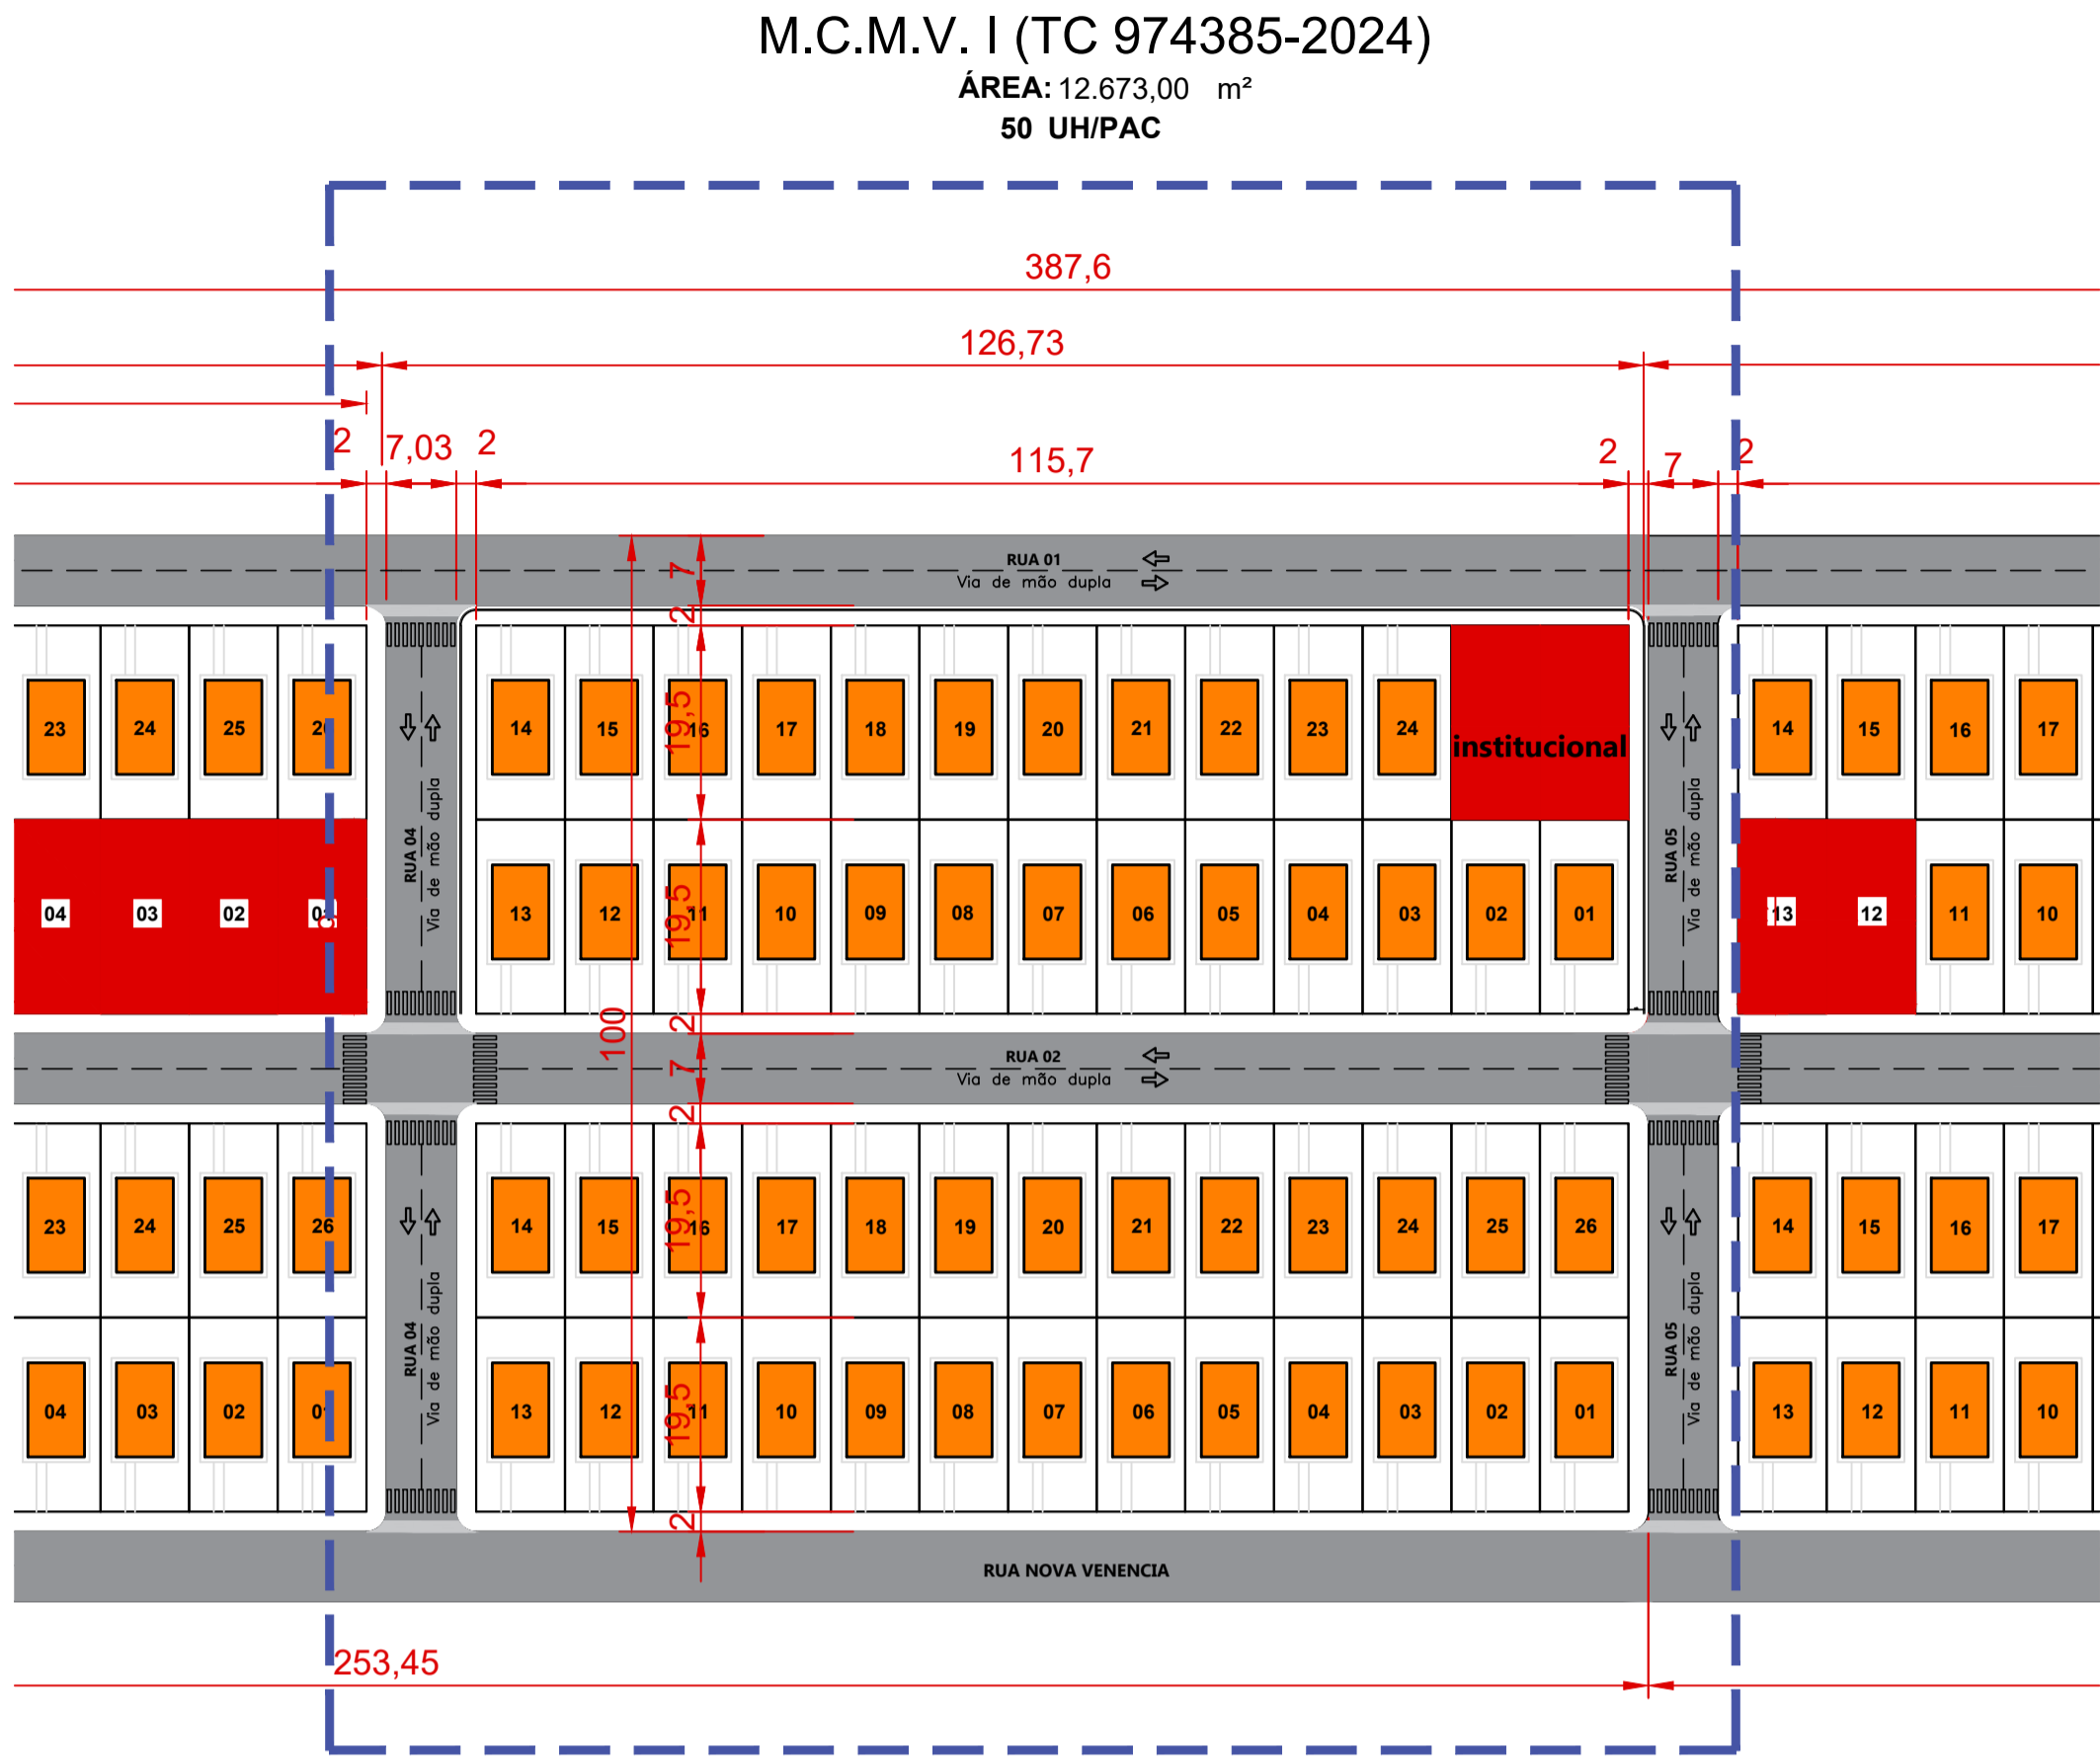 M.C.M.V. I (TC 974385-2024)
ÁREA: 12.673,00 m²
50 UH/PAC
387,6
126,73
2 7,03 2 115,7 2 7 2
RUA 01
Via de mão dupla
7
2
23 24 25 14 15 16 17 18 19 20 21 22 23 24 institucional 14 15 16 17
19,5
RUA 04
Via de mão dupla
RUA 05
Via de mão dupla
04 03 02 13 12 11 10 09 08 07 06 05 04 03 02 01 13 12 11 10
19,5
100
2
RUA 02
Via de mão dupla
7
2
23 24 25 26 14 15 16 17 18 19 20 21 22 23 24 25 26 14 15 16 17
19,5
RUA 04
Via de mão dupla
RUA 05
Via de mão dupla
04 03 02 01 13 12 11 10 09 08 07 06 05 04 03 02 01 13 12 11 10
19,5
2
RUA NOVA VENENCIA
253,45